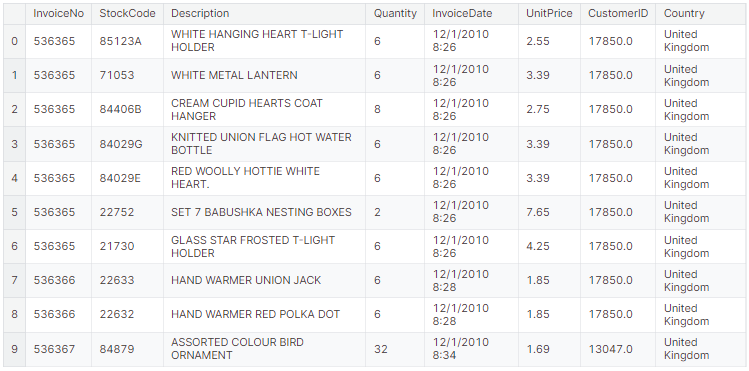 InvoiceNo StockCode Description Quantity InvoiceDate UnitPrice CustomerID Country
0 536365 85123A WHITE HANGING HEART T-LIGHT HOLDER 6 12/1/2010 8:26 2.55 17850.0 United Kingdom
1 536365 71053 WHITE METAL LANTERN 6 12/1/2010 8:26 3.39 17850.0 United Kingdom
2 536365 84406B CREAM CUPID HEARTS COAT HANGER 8 12/1/2010 8:26 2.75 17850.0 United Kingdom
3 536365 84029G KNITTED UNION FLAG HOT WATER BOTTLE 6 12/1/2010 8:26 3.39 17850.0 United Kingdom
4 536365 84029E RED WOOLLY HOTTIE WHITE HEART. 6 12/1/2010 8:26 3.39 17850.0 United Kingdom
5 536365 22752 SET 7 BABUSHKA NESTING BOXES 2 12/1/2010 8:26 7.65 17850.0 United Kingdom
6 536365 21730 GLASS STAR FROSTED T-LIGHT HOLDER 6 12/1/2010 8:26 4.25 17850.0 United Kingdom
7 536366 22633 HAND WARMER UNION JACK 6 12/1/2010 8:28 1.85 17850.0 United Kingdom
8 536366 22632 HAND WARMER RED POLKA DOT 6 12/1/2010 8:28 1.85 17850.0 United Kingdom
9 536367 84879 ASSORTED COLOUR BIRD ORNAMENT 32 12/1/2010 8:34 1.69 13047.0 United Kingdom